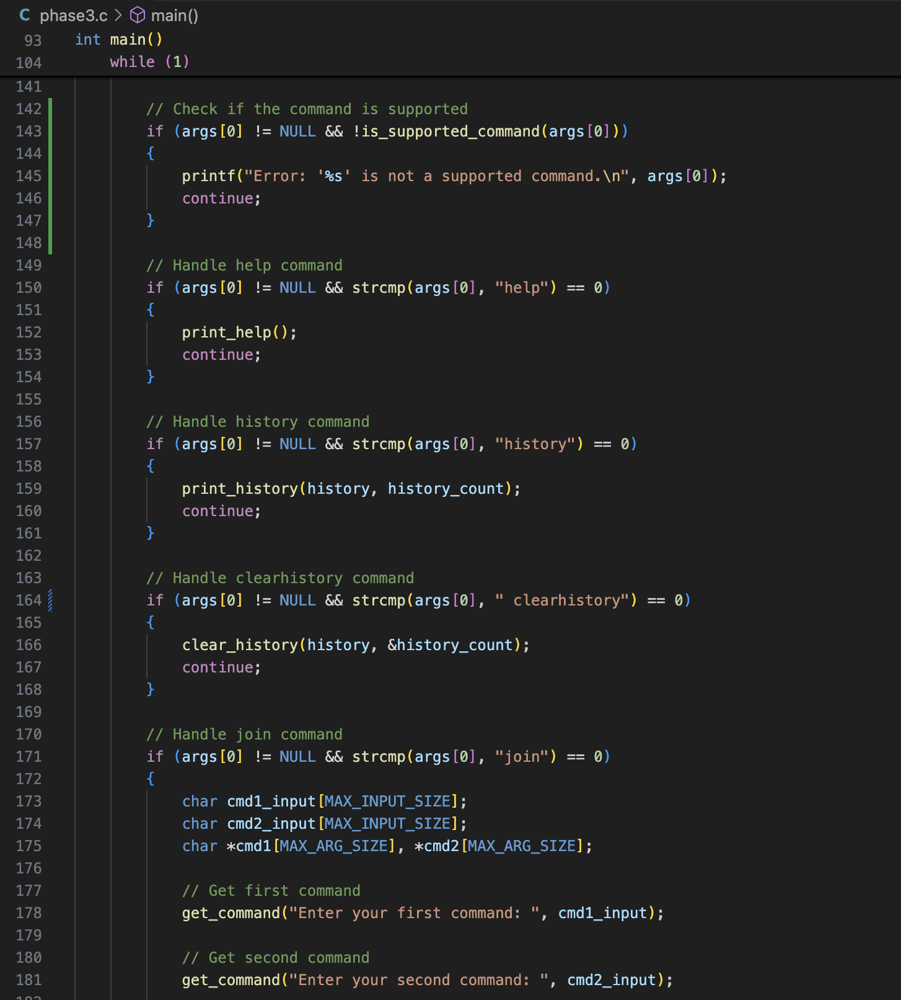 C phase3.c > main()
93 int main()
104 while (1)
141
142 // Check if the command is supported
143 if (args[0] != NULL && !is_supported_command(args[0]))
144 {
145 printf("Error: '%s' is not a supported command.\n", args[0]);
146 continue;
147 }
148
149 // Handle help command
150 if (args[0] != NULL && strcmp(args[0], "help") == 0)
151 {
152 print_help();
153 continue;
154 }
155
156 // Handle history command
157 if (args[0] != NULL && strcmp(args[0], "history") == 0)
158 {
159 print_history(history, history_count);
160 continue;
161 }
162
163 // Handle clearhistory command
164 if (args[0] != NULL && strcmp(args[0], " clearhistory") == 0)
165 {
166 clear_history(history, &history_count);
167 continue;
168 }
169
170 // Handle join command
171 if (args[0] != NULL && strcmp(args[0], "join") == 0)
172 {
173 char cmd1_input[MAX_INPUT_SIZE];
174 char cmd2_input[MAX_INPUT_SIZE];
175 char *cmd1[MAX_ARG_SIZE], *cmd2[MAX_ARG_SIZE];
176
177 // Get first command
178 get_command("Enter your first command: ", cmd1_input);
179
180 // Get second command
181 get_command("Enter your second command: ", cmd2_input);